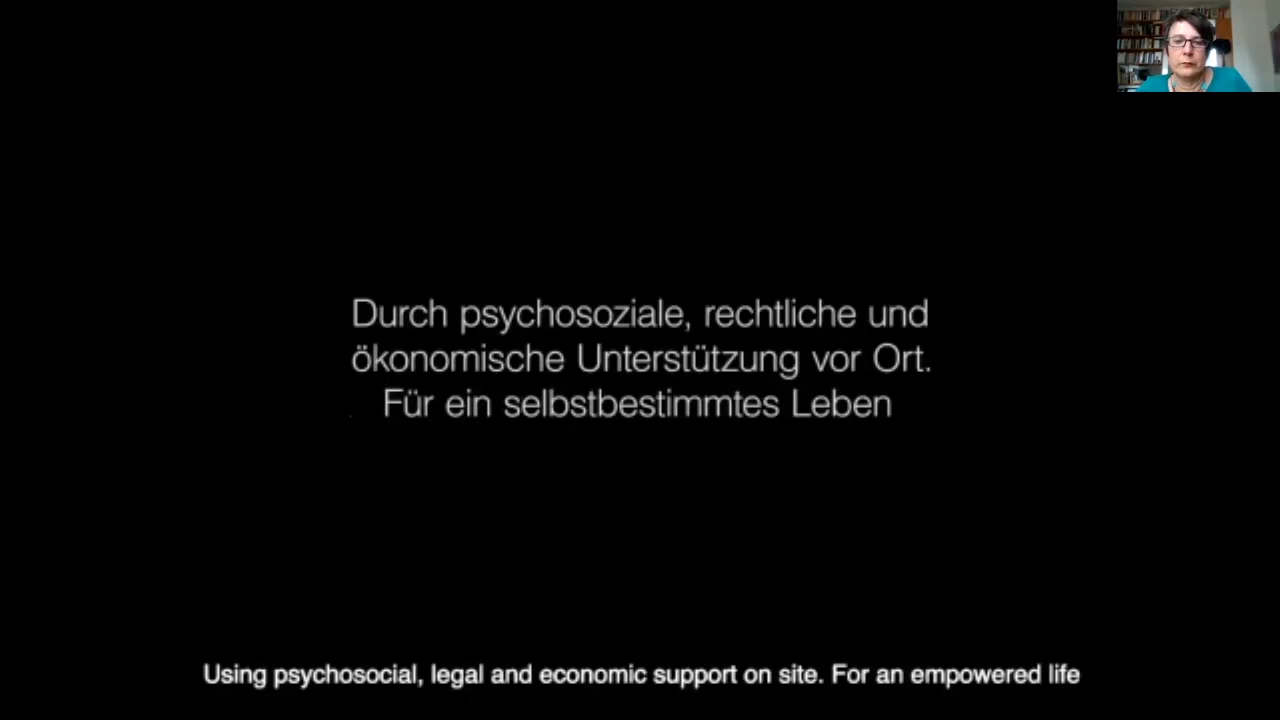 Durch psychosoziale, rechtliche und
ökonomische Unterstützung vor Ort.
Für ein selbstbestimmtes Leben
Using psychosocial, legal and economic support on site. For an empowered life